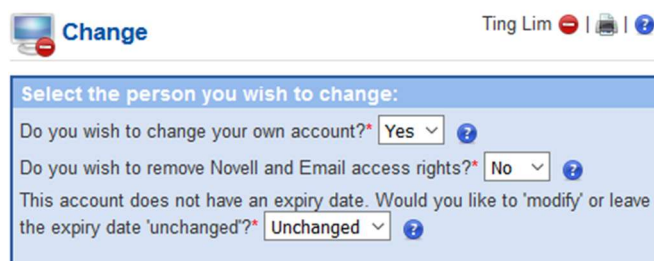 Change
Ting Lim | | ?
Select the person you wish to change:
Do you wish to change your own account?* Yes ?
Do you wish to remove Novell and Email access rights?* No ?
This account does not have an expiry date. Would you like to 'modify' or leave
the expiry date 'unchanged'?* Unchanged ?